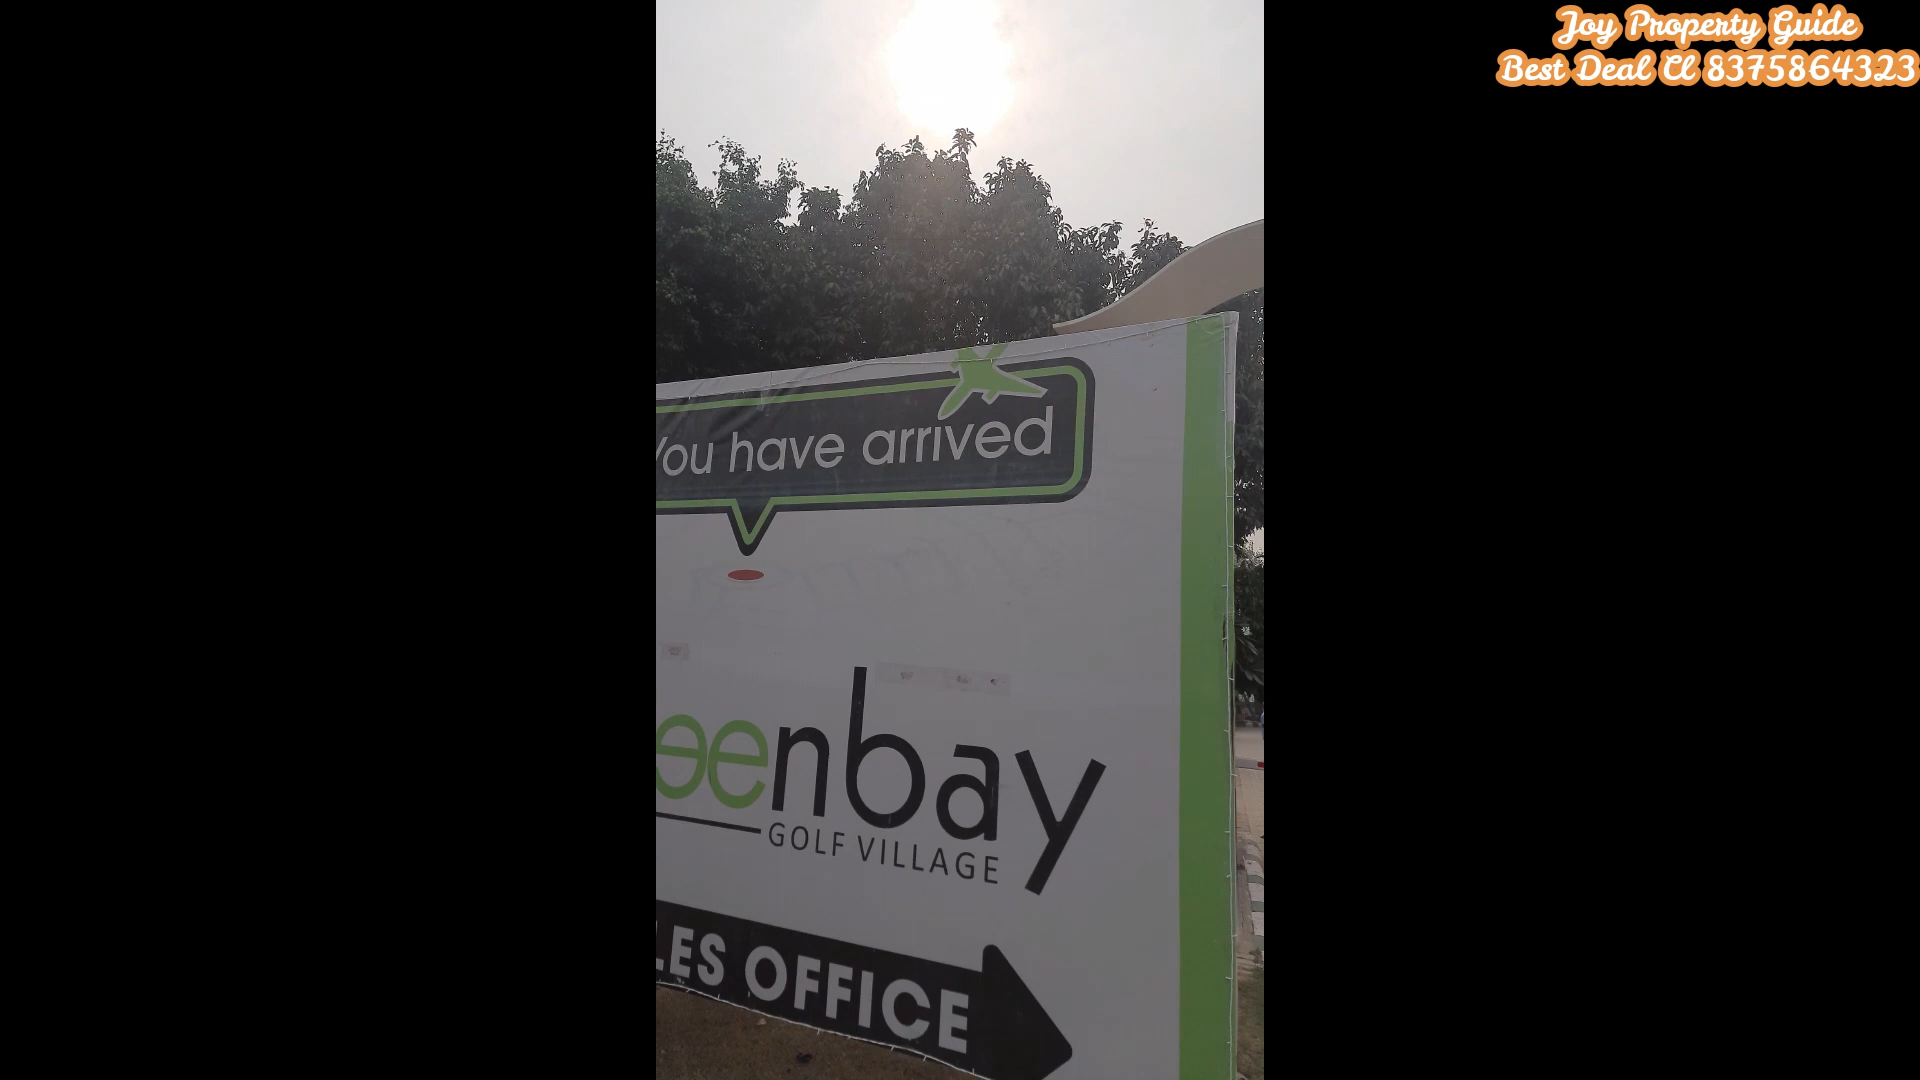 Joy Property Guide
Best Deal Cl 8375864323
You have arrived
eenbay
GOLF VILLAGE
LES OFFICE